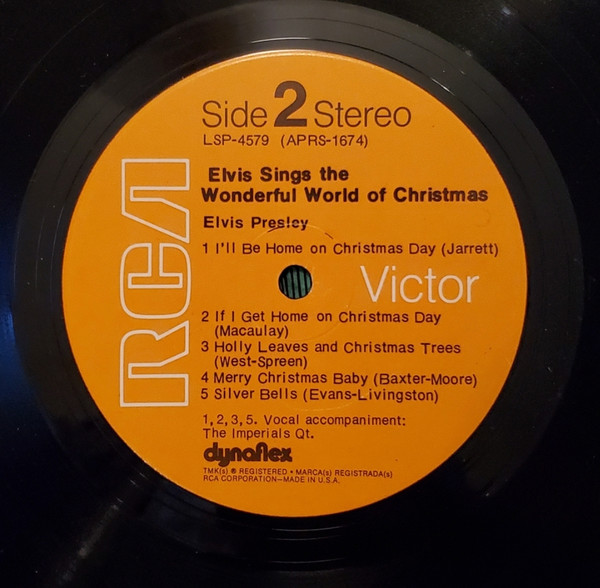 Side 2 Stereo
LSP-4579 (APRS-1674)
RCA
Elvis Sings the
Wonderful World of Christmas
Elvis Presley
1 I'll Be Home on Christmas Day (Jarrett)
Victor
2 If I Get Home on Christmas Day
(Macaulay)
3 Holly Leaves and Christmas Trees
(West-Spreen)
4 Merry Christmas Baby (Baxter-Moore)
5 Silver Bells (Evans-Livingston)
1,2,3,5. Vocal accompaniment:
The Imperials Qt.
dynaflex
TMK(s) ® REGISTERED • MARCA(s) REGISTRADA(s)
RCA CORPORATION—MADE IN U.S.A.